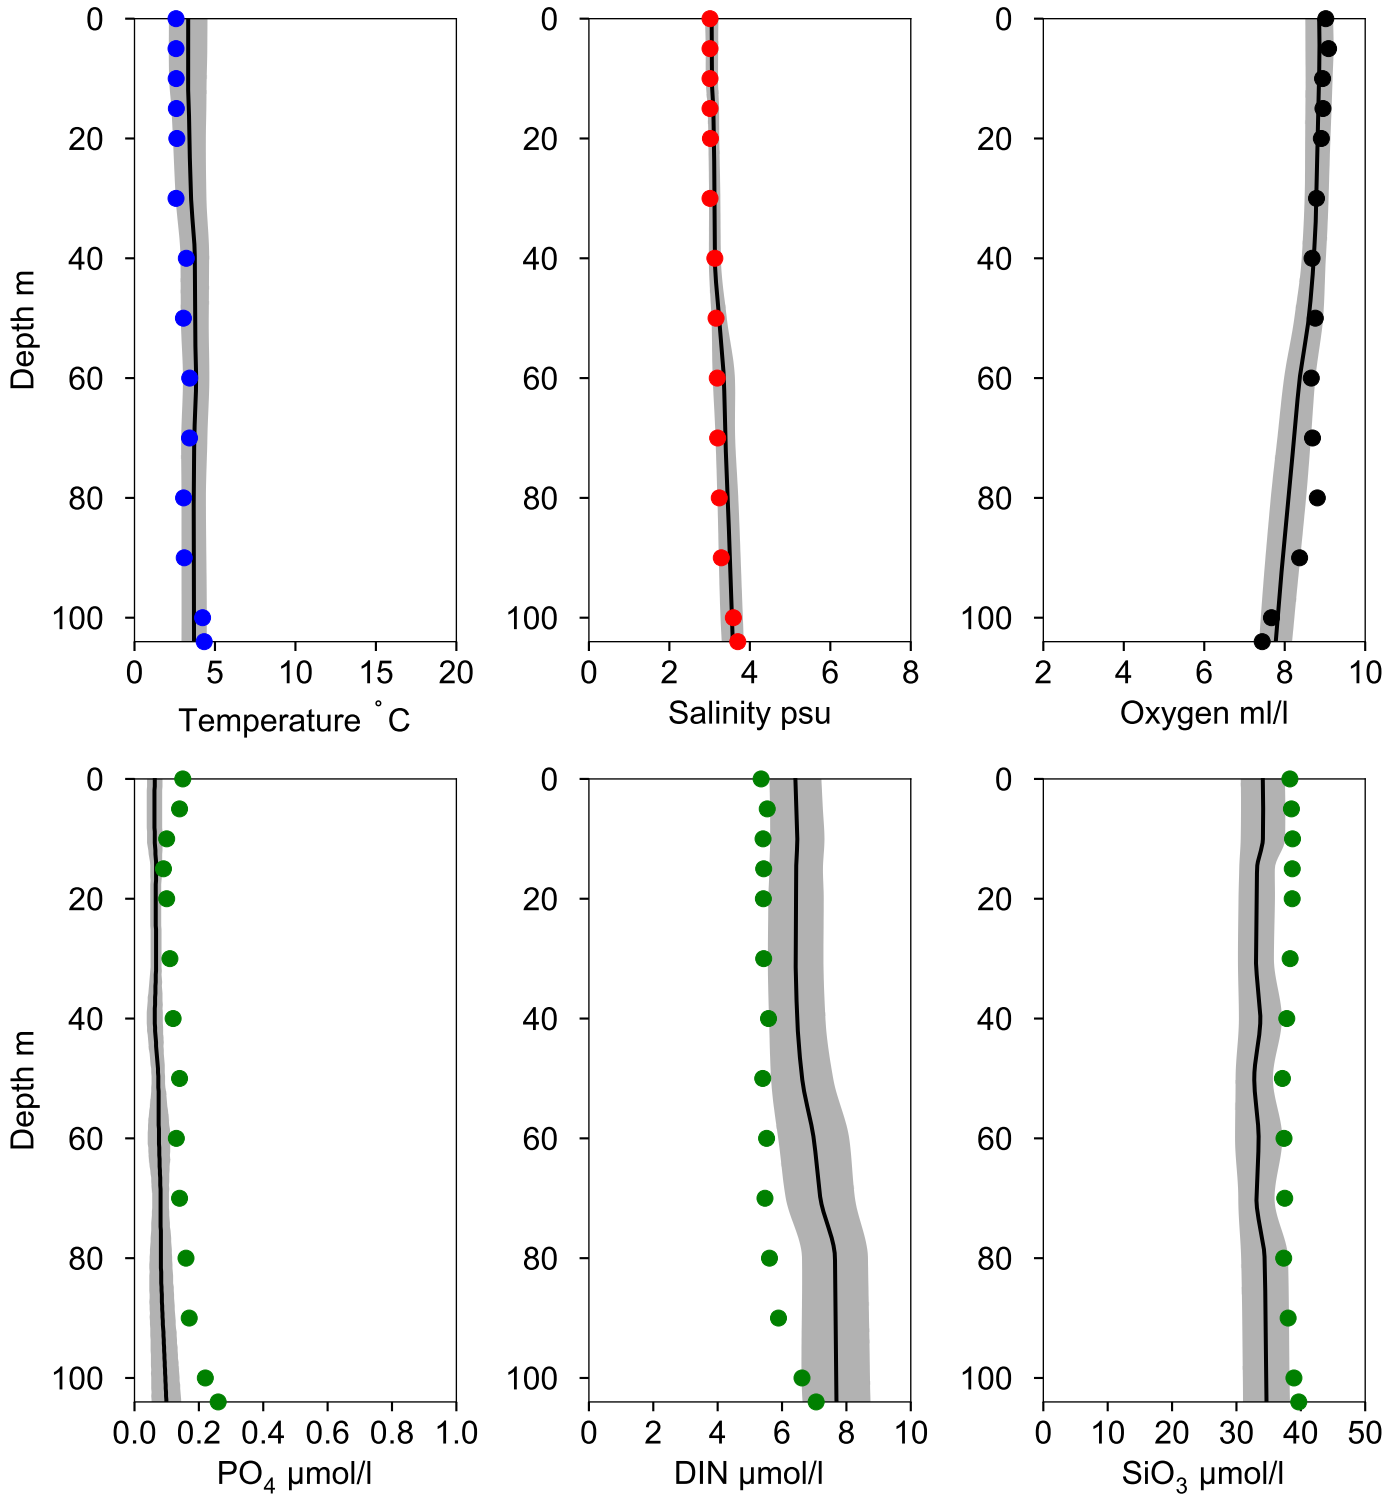 0
20
40
60
80
100
Depth m
0 5 10 15 20
Temperature °C
0
20
40
60
80
100
0 2 4 6 8
Salinity psu
0
20
40
60
80
100
2 4 6 8 10
Oxygen ml/l
0
20
40
60
80
100
Depth m
0.0 0.2 0.4 0.6 0.8 1.0
PO₄ µmol/l
0
20
40
60
80
100
0 2 4 6 8 10
DIN µmol/l
0
20
40
60
80
100
0 10 20 30 40 50
SiO₃ µmol/l